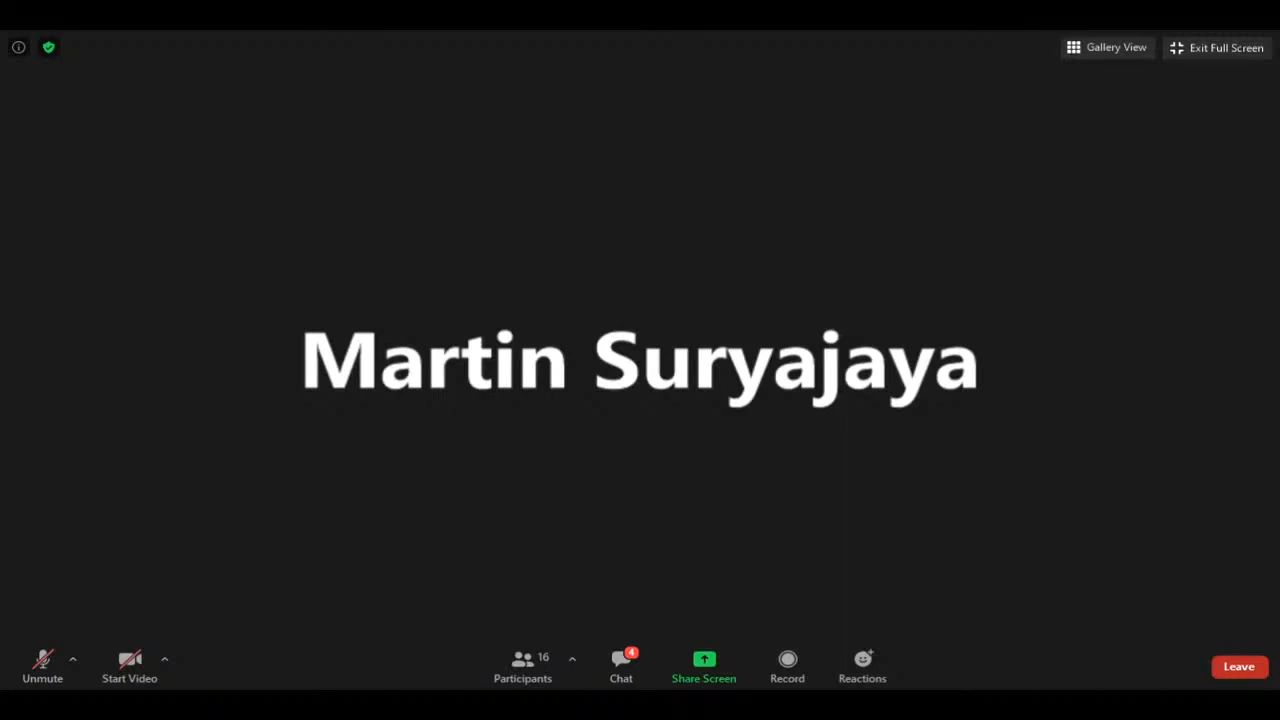 Gallery View
Exit Full Screen
Martin Suryajaya
16
4
Unmute
Start Video
Participants
Chat
Share Screen
Record
Reactions
Leave